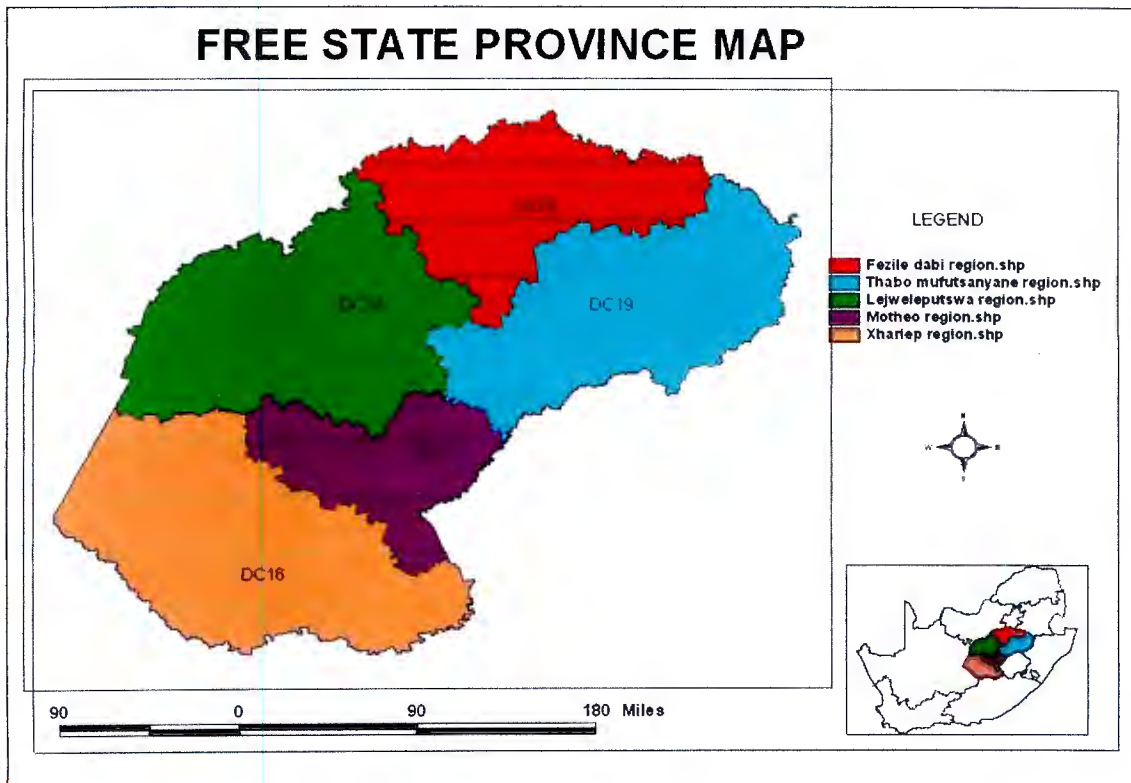 FREE STATE PROVINCE MAP
LEGEND
Fezile dabi region.shp
Thabo mufutsanyane region.shp
Lejweleputswa region.shp
Motheo region.shp
Xhariep region.shp
DC19
DC16
N
W
90 0 90 180 Miles